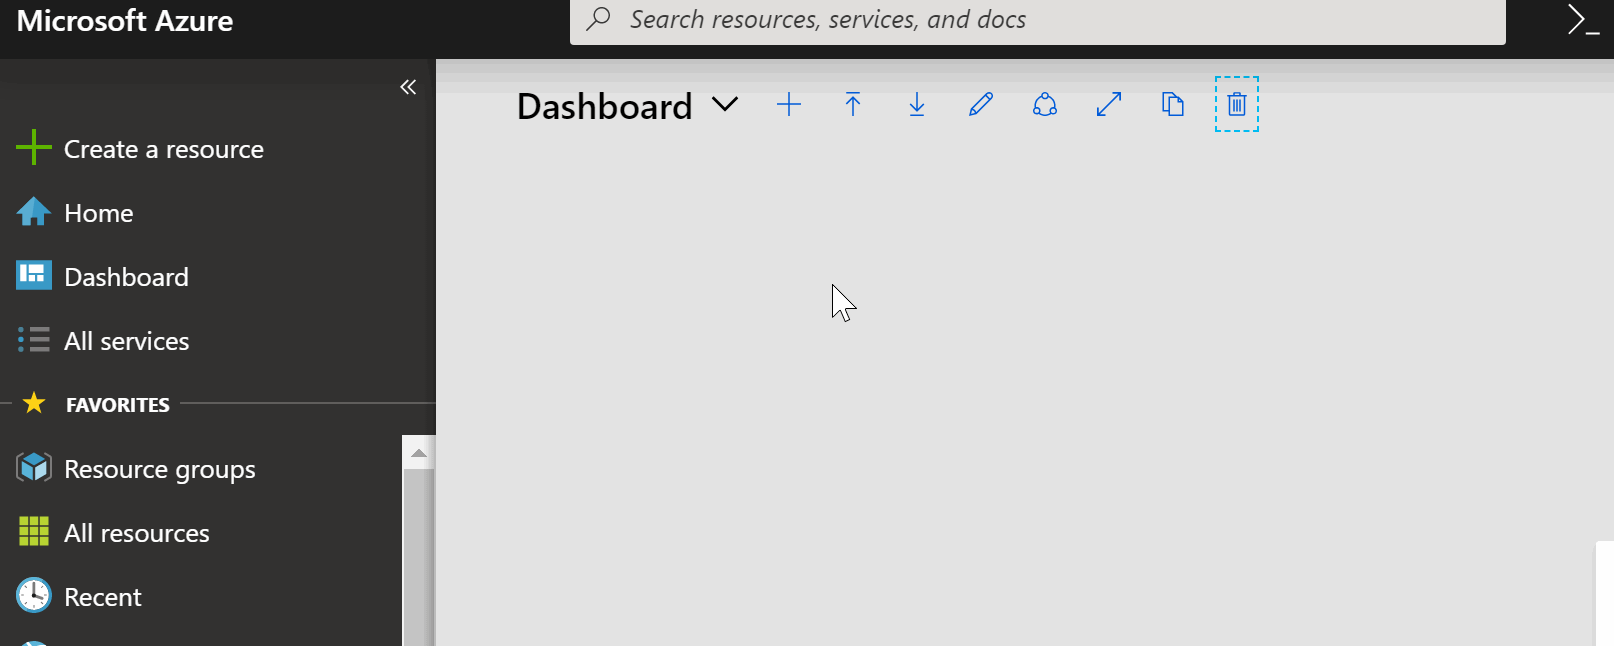 Microsoft Azure
Search resources, services, and docs
Dashboard
Create a resource
Home
Dashboard
All services
FAVORITES
Resource groups
All resources
Recent